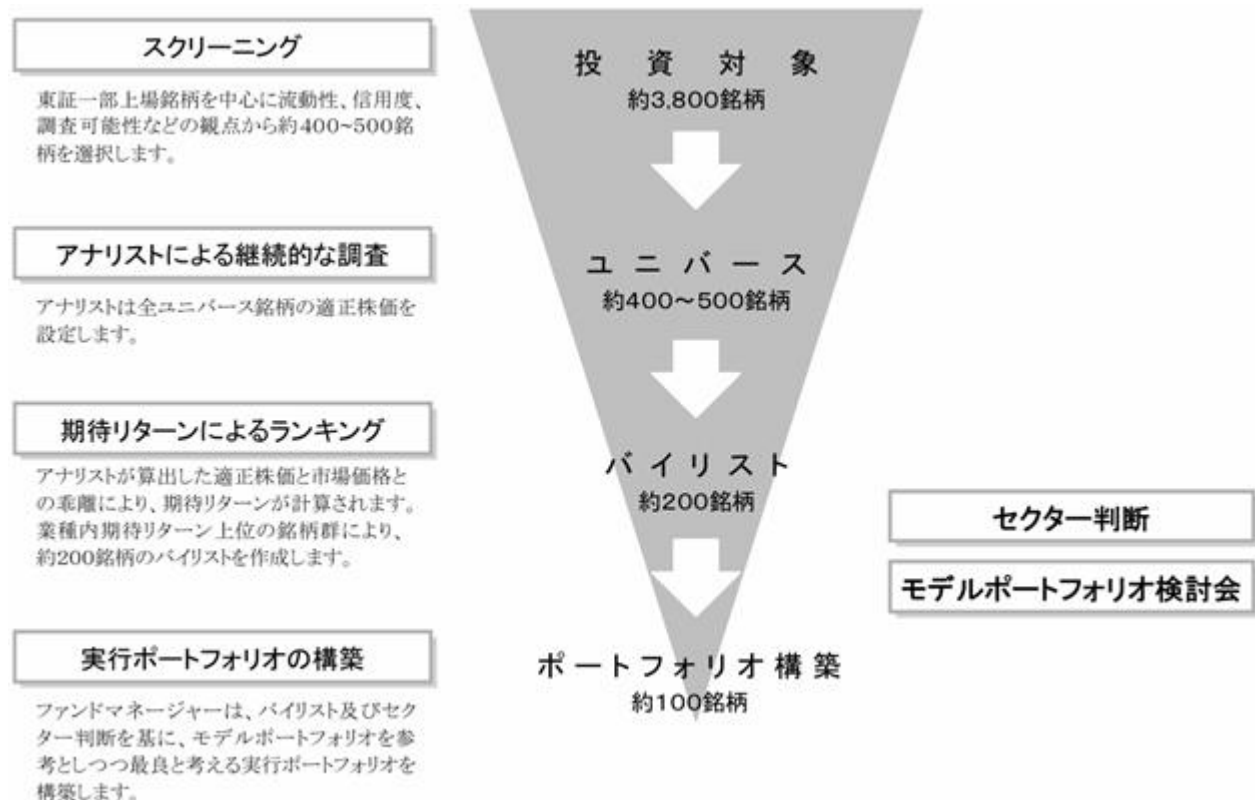 スクリーニング
東証一部上場銘柄を中心に流動性、信用度、
調査可能性などの観点から約400~500銘
柄を選択します。
アナリストによる継続的な調査
アナリストは全ユニバース銘柄の適正株価を
設定します。
期待リターンによるランキング
アナリストが算出した適正株価と市場価格と
の乖離により、期待リターンが計算されます。
業種内期待リターン上位の銘柄群により、
約200銘柄のバイリストを作成します。
実行ポートフォリオの構築
ファンドマネージャーは、バイリスト及びセク
ター判断を基に、モデルポートフォリオを参
考としつつ最良と考える実行ポートフォリオを
構築します。
投資対象
約3,800銘柄
ユニバース
約400~500銘柄
バイリスト
約200銘柄
ポートフォリオ構築
約100銘柄
セクター判断
モデルポートフォリオ検討会